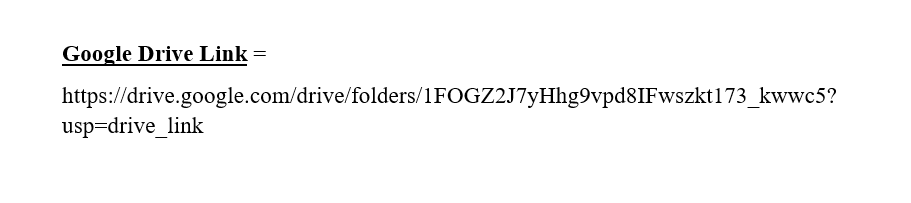 Google Drive Link =
https://drive.google.com/drive/folders/1FOGZ2J7yHhg9vpd8IFwszkt173_kwwc5?
usp=drive_link